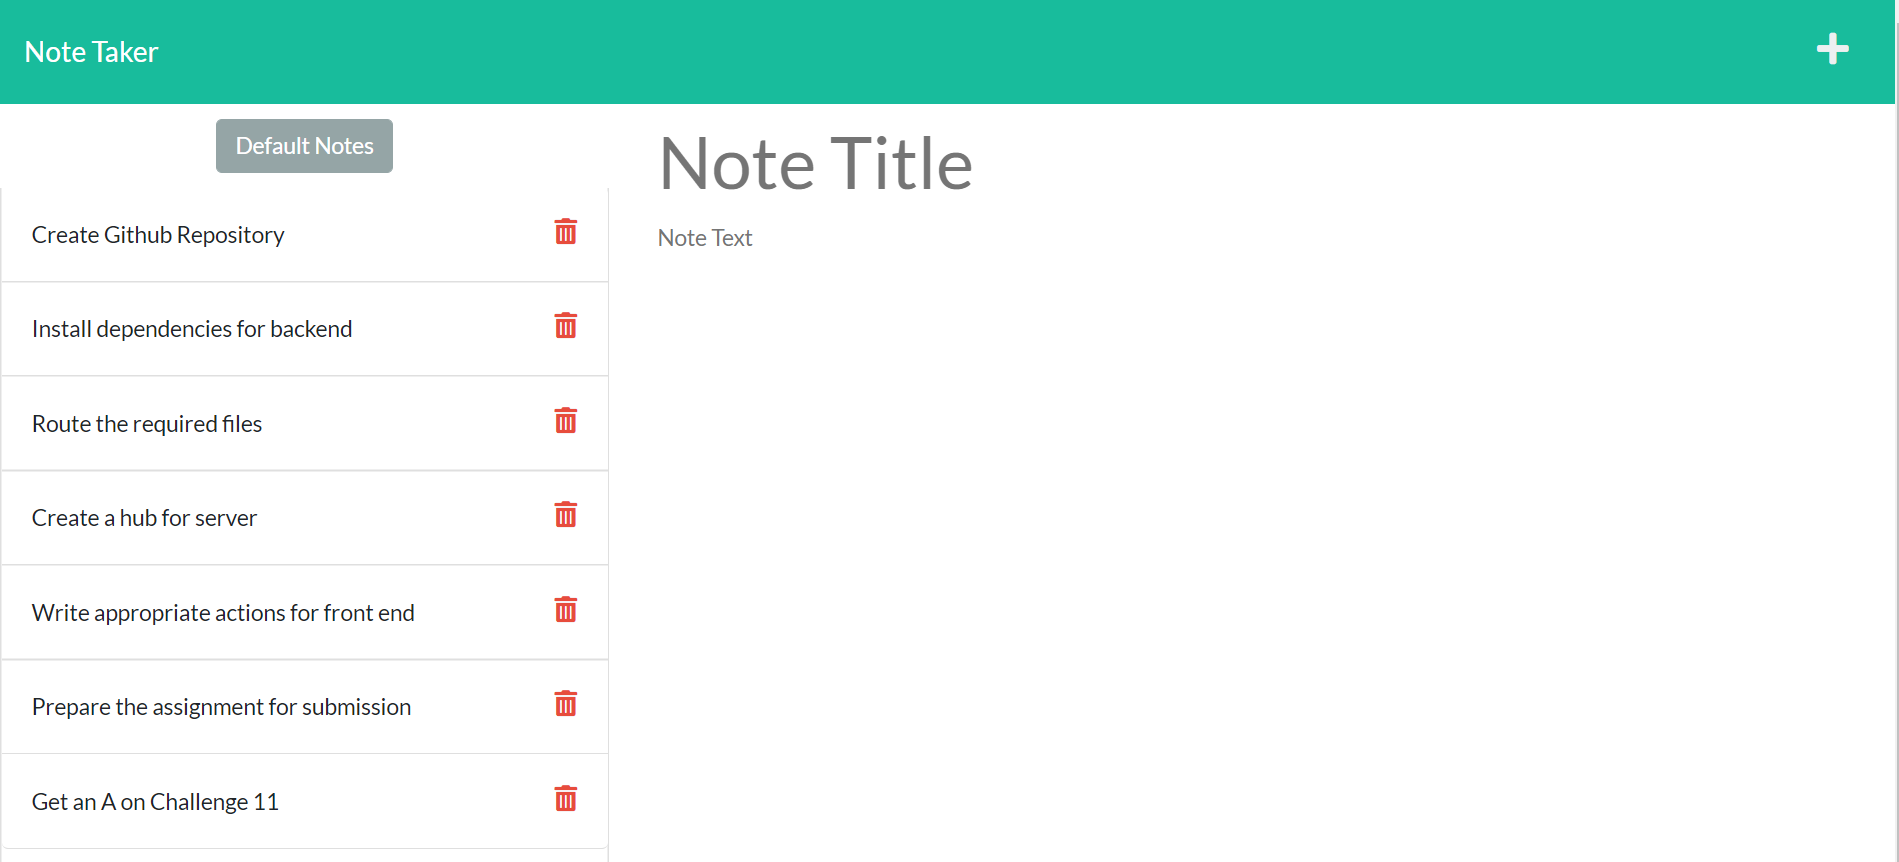 Note Taker
Default Notes
Create Github Repository
Install dependencies for backend
Route the required files
Create a hub for server
Write appropriate actions for front end
Prepare the assignment for submission
Get an A on Challenge 11
Note Title
Note Text